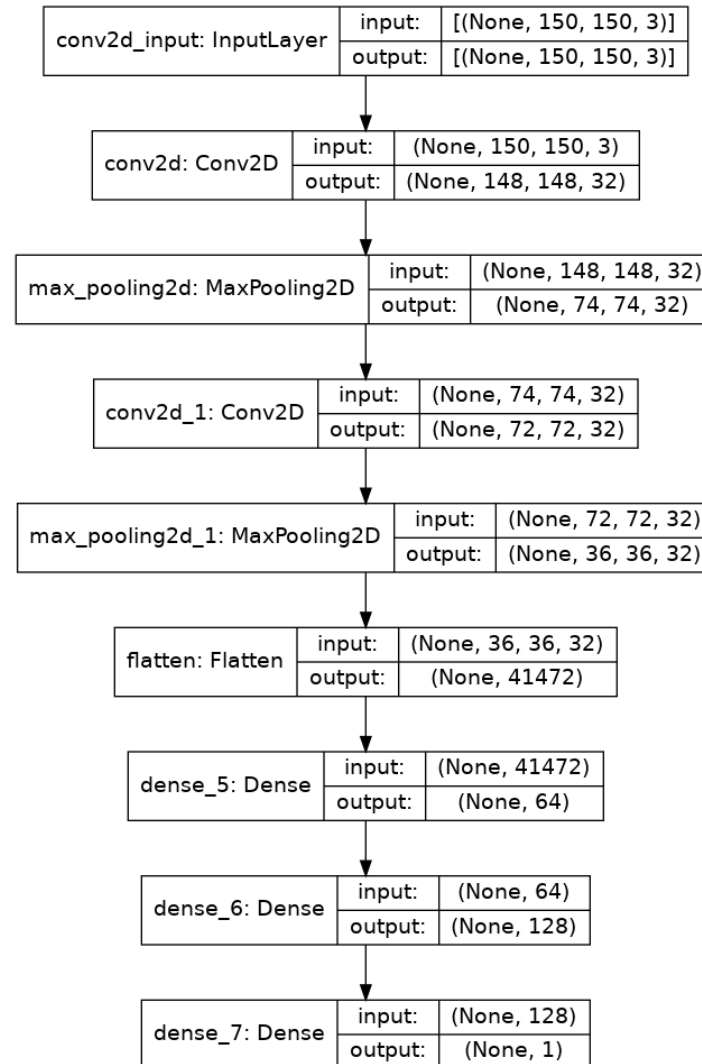 conv2d_input: InputLayer
input: [(None, 150, 150, 3)]
output: [(None, 150, 150, 3)]
conv2d: Conv2D
input: (None, 150, 150, 3)
output: (None, 148, 148, 32)
max_pooling2d: MaxPooling2D
input: (None, 148, 148, 32)
output: (None, 74, 74, 32)
conv2d_1: Conv2D
input: (None, 74, 74, 32)
output: (None, 72, 72, 32)
max_pooling2d_1: MaxPooling2D
input: (None, 72, 72, 32)
output: (None, 36, 36, 32)
flatten: Flatten
input: (None, 36, 36, 32)
output: (None, 41472)
dense_5: Dense
input: (None, 41472)
output: (None, 64)
dense_6: Dense
input: (None, 64)
output: (None, 128)
dense_7: Dense
input: (None, 128)
output: (None, 1)